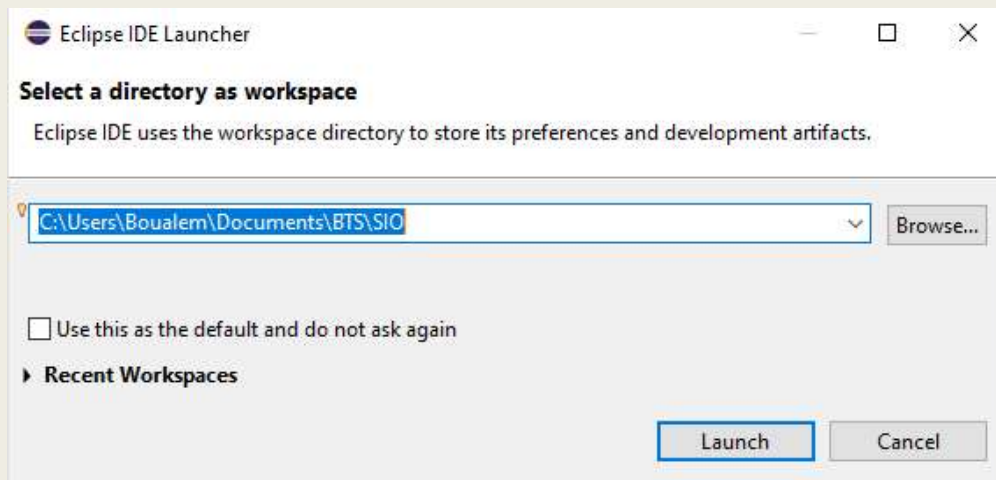 Eclipse IDE Launcher
Select a directory as workspace
Eclipse IDE uses the workspace directory to store its preferences and development artifacts.
C:\Users\Boualem\Documents\BTS\SIO
Browse...
Use this as the default and do not ask again
Recent Workspaces
Launch
Cancel